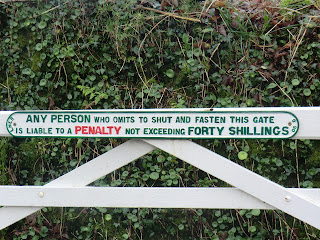 ANY PERSON WHO OMITS TO SHUT AND FASTEN THIS GATE
IS LIABLE TO A PENALTY NOT EXCEEDING FORTY SHILLINGS